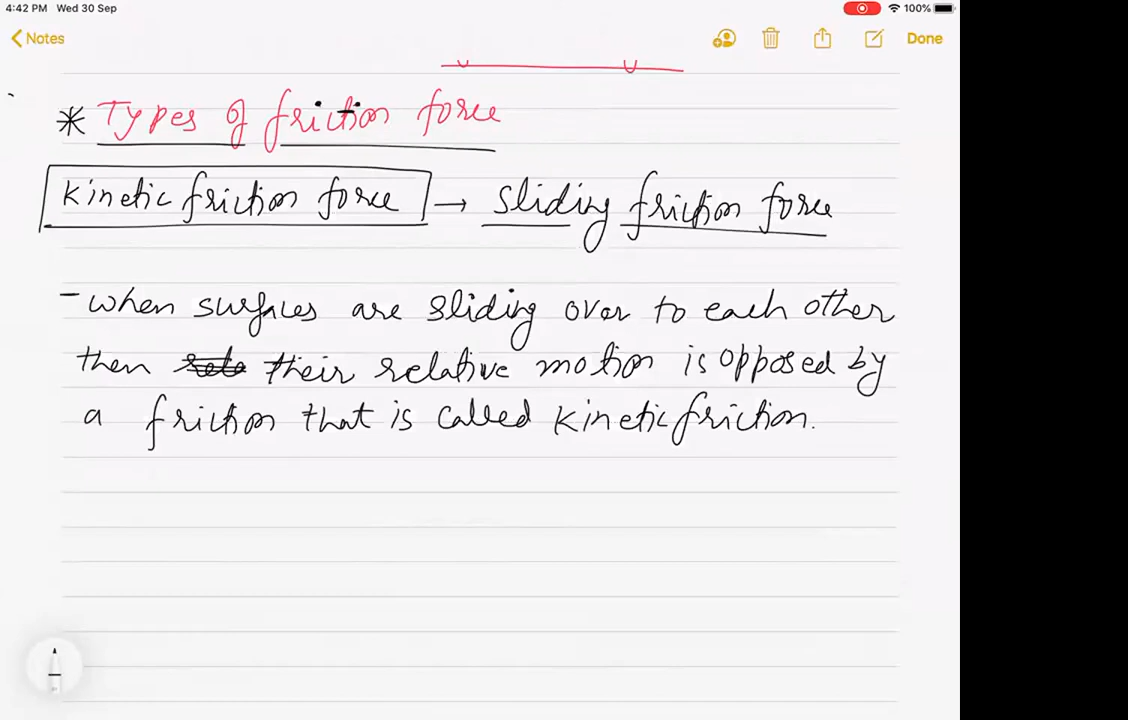 4:42 PM Wed 30 Sep 100%
Notes Done
* Types of friction force
Kinetic friction force → Sliding friction force
- when surfaces are sliding over to each other
then their relative motion is opposed by
a friction that is called Kinetic friction.